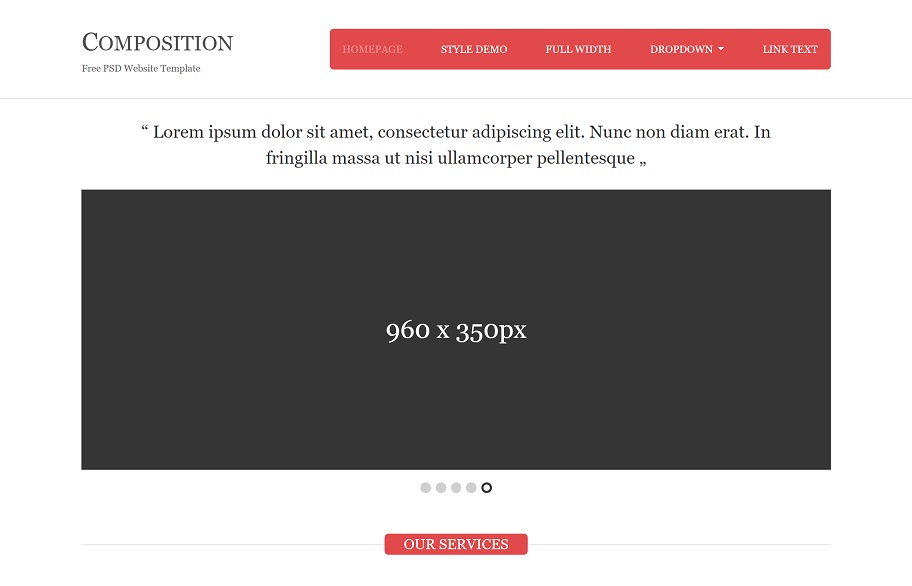 COMPOSITION
Free PSD Website Template
HOMEPAGE STYLE DEMO FULL WIDTH DROPDOWN LINK TEXT
“ Lorem ipsum dolor sit amet, consectetur adipiscing elit. Nunc non diam erat. In
fringilla massa ut nisi ullamcorper pellentesque „
960 x 350px
OUR SERVICES